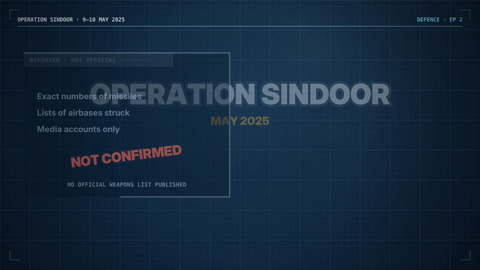 OPERATION SINDOOR · 9–10 MAY 2025
DEFENCE · EP 2
REPORTED · NOT OFFICIAL
Exact numbers of missiles
Lists of airbases struck
Media accounts only
NOT CONFIRMED
NO OFFICIAL WEAPONS LIST PUBLISHED
OPERATION SINDOOR
MAY 2025